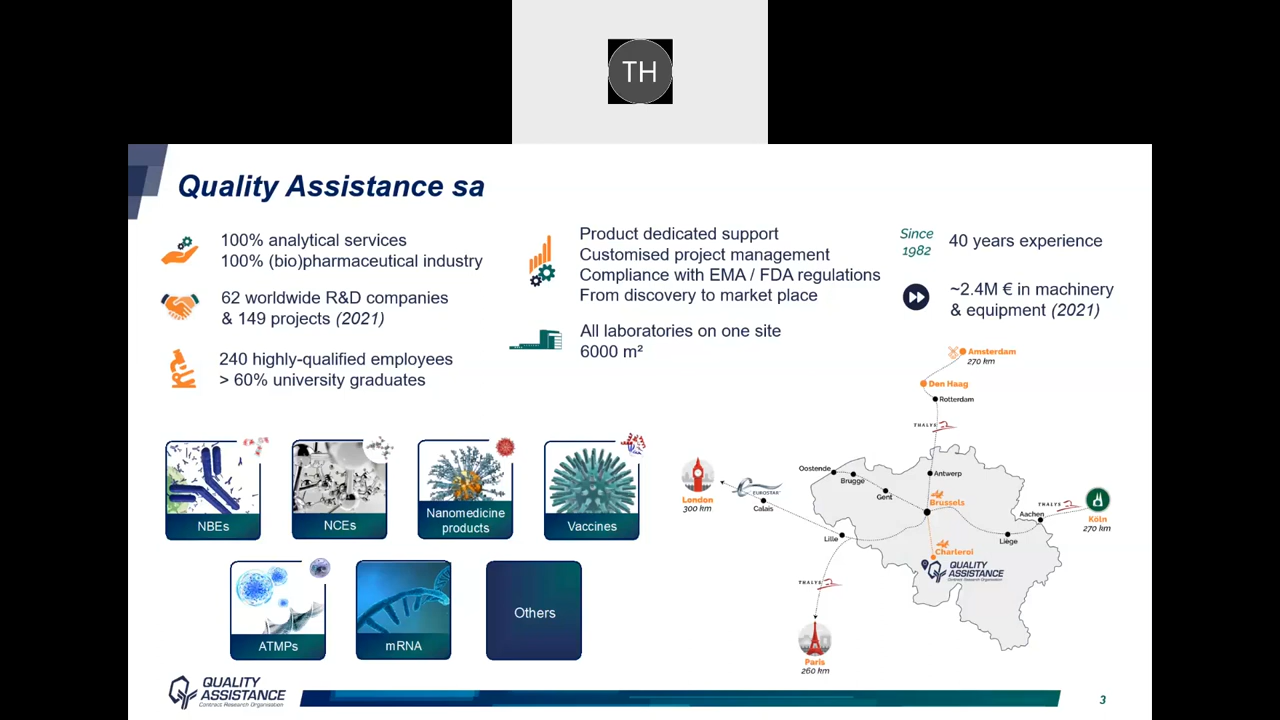 TH
Quality Assistance sa
100% analytical services
100% (bio)pharmaceutical industry
62 worldwide R&D companies
& 149 projects (2021)
240 highly-qualified employees
> 60% university graduates
Product dedicated support
Customised project management
Compliance with EMA / FDA regulations
From discovery to market place
All laboratories on one site
6000 m²
Since
1982
40 years experience
~2.4M € in machinery
& equipment (2021)
NBEs
NCEs
Nanomedicine
products
Vaccines
ATMPs
mRNA
Others
Amsterdam
270 km
Den Haag
Rotterdam
THALYS
Antwerp
Oostende
Brugge
Gent
Brussels
London
300 km
EUROSTAR
Calais
Lille
THALYS
Aachen
Köln
270 km
Liège
Charleroi
QUALITY
ASSISTANCE
Contract Research Organisation
THALYS
Paris
260 km
QUALITY
ASSISTANCE
Contract Research Organisation
3